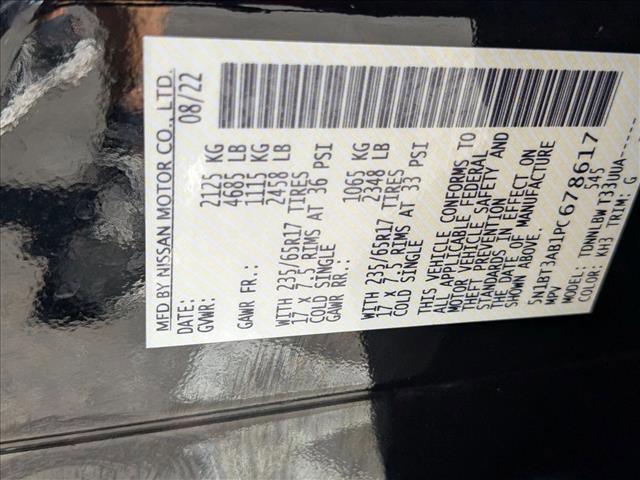 MFD BY NISSAN MOTOR CO., LTD.
DATE: 08/22
GVWR: 2125 KG
4685 LB
GAWR FR.: 1115 KG
2458 LB
WITH 235/65R17 TIRES
17 X 7.5 RIMS AT 36 PSI
COLD SINGLE
GAWR RR.: 1065 KG
2348 LB
WITH 235/65R17 TIRES
17 X 7.5 RIMS AT 33 PSI
COLD SINGLE
THIS VEHICLE CONFORMS TO
ALL APPLICABLE FEDERAL
MOTOR VEHICLE SAFETY AND
THEFT PREVENTION
STANDARDS IN EFFECT ON
THE DATE OF MANUFACTURE
SHOWN ABOVE.
5N1BT3AB1PC678617
MPV 545
MODEL: TDNNLBWT33UUA-----
COLOR: KH3 TRIM: G